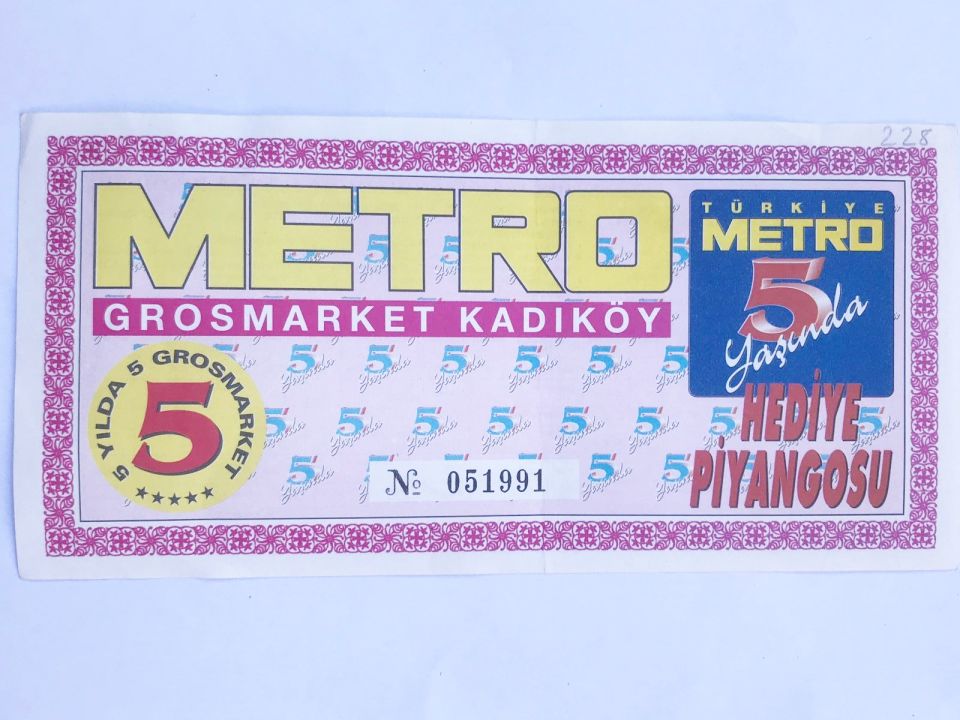 228
METRO
GROSMARKET KADIKÖY
TÜRKİYE
METRO
5
Yaşında
HEDİYE
PİYANGOSU
5 YILDA 5 GROSMARKET
5
№ 051991